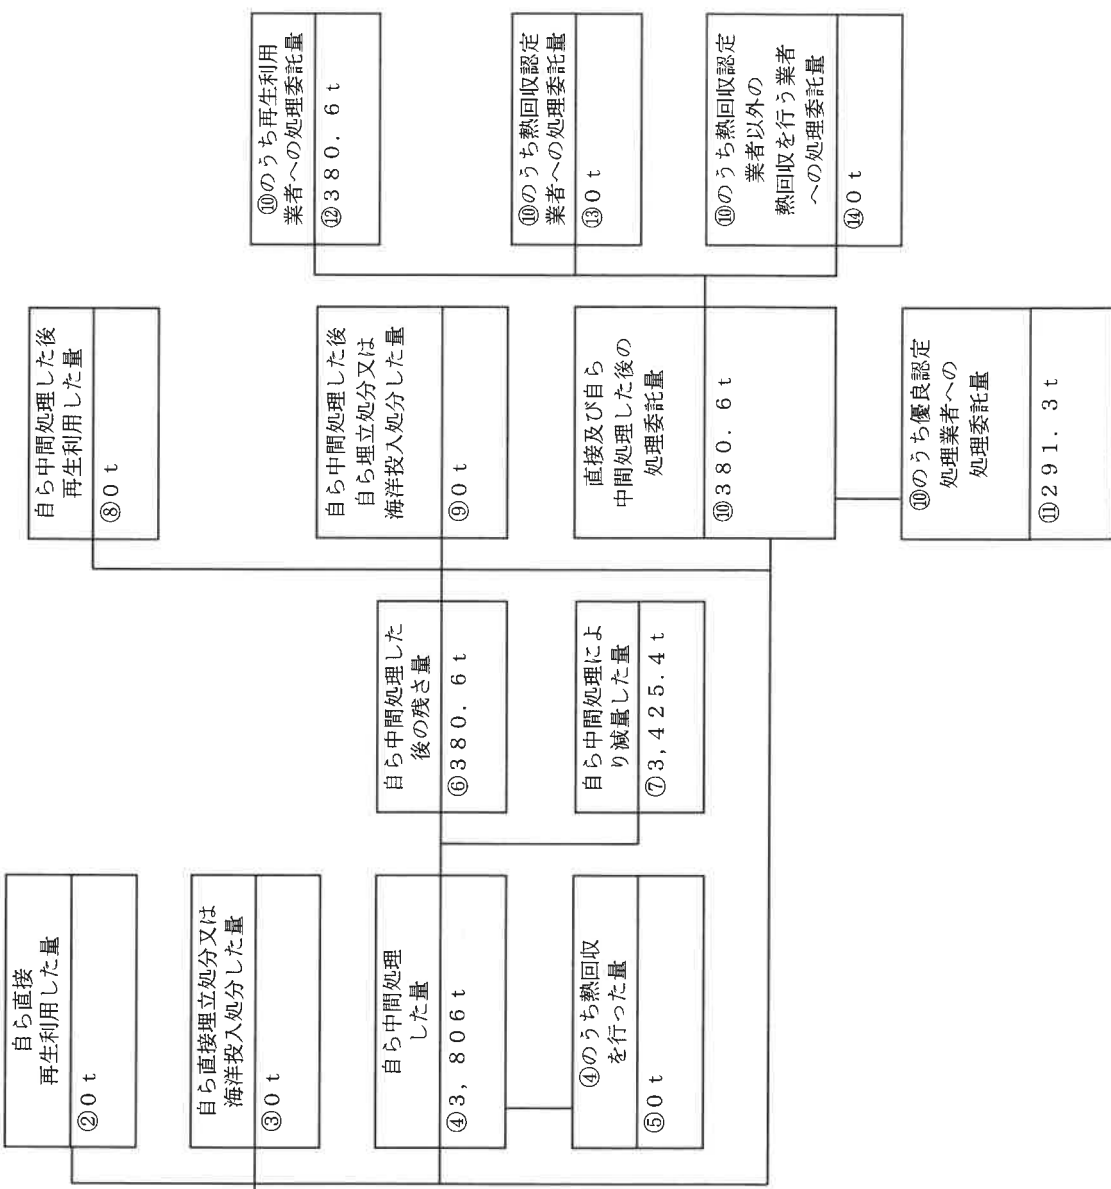 自ら直接
再生利用した量
②0 t
自ら直接埋立処分又は
海洋投入処分した量
③0 t
自ら中間処理
した量
④3, 806t
④のうち熱回収
を行った量
⑤0 t
自ら中間処理した
後の残さ量
⑥380. 6t
自ら中間処理によ
り減量した量
⑦3,425.4t
自ら中間処理した後
再生利用した量
⑧0 t
自ら中間処理した後
自ら埋立処分又は
海洋投入処分した量
⑨0 t
直接及び自ら
中間処理した後の
処理委託量
⑩380. 6t
⑩のうち優良認定
処理業者への
処理委託量
⑪291. 3t
⑩のうち再生利用
業者への処理委託量
⑫380. 6t
⑩のうち熱回収認定
業者への処理委託量
⑬0 t
⑩のうち熱回収認定
業者以外の
熱回収を行う業者
への処理委託量
⑭0 t